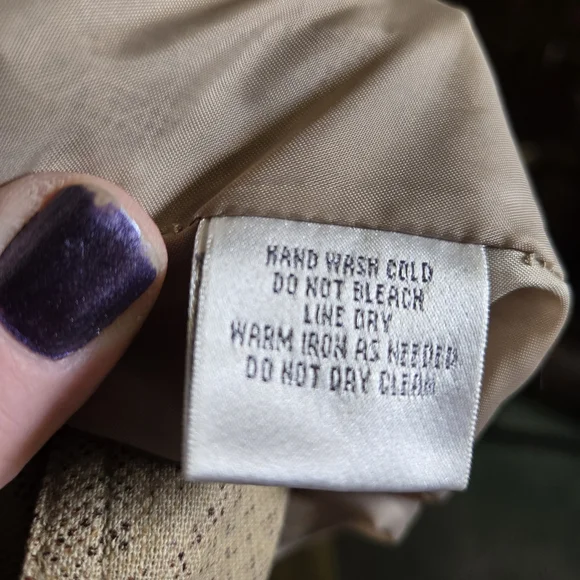 HAND WASH COLD
DO NOT BLEACH
LINE DRY
WARM IRON AS NEEDED
DO NOT DRY CLEAN